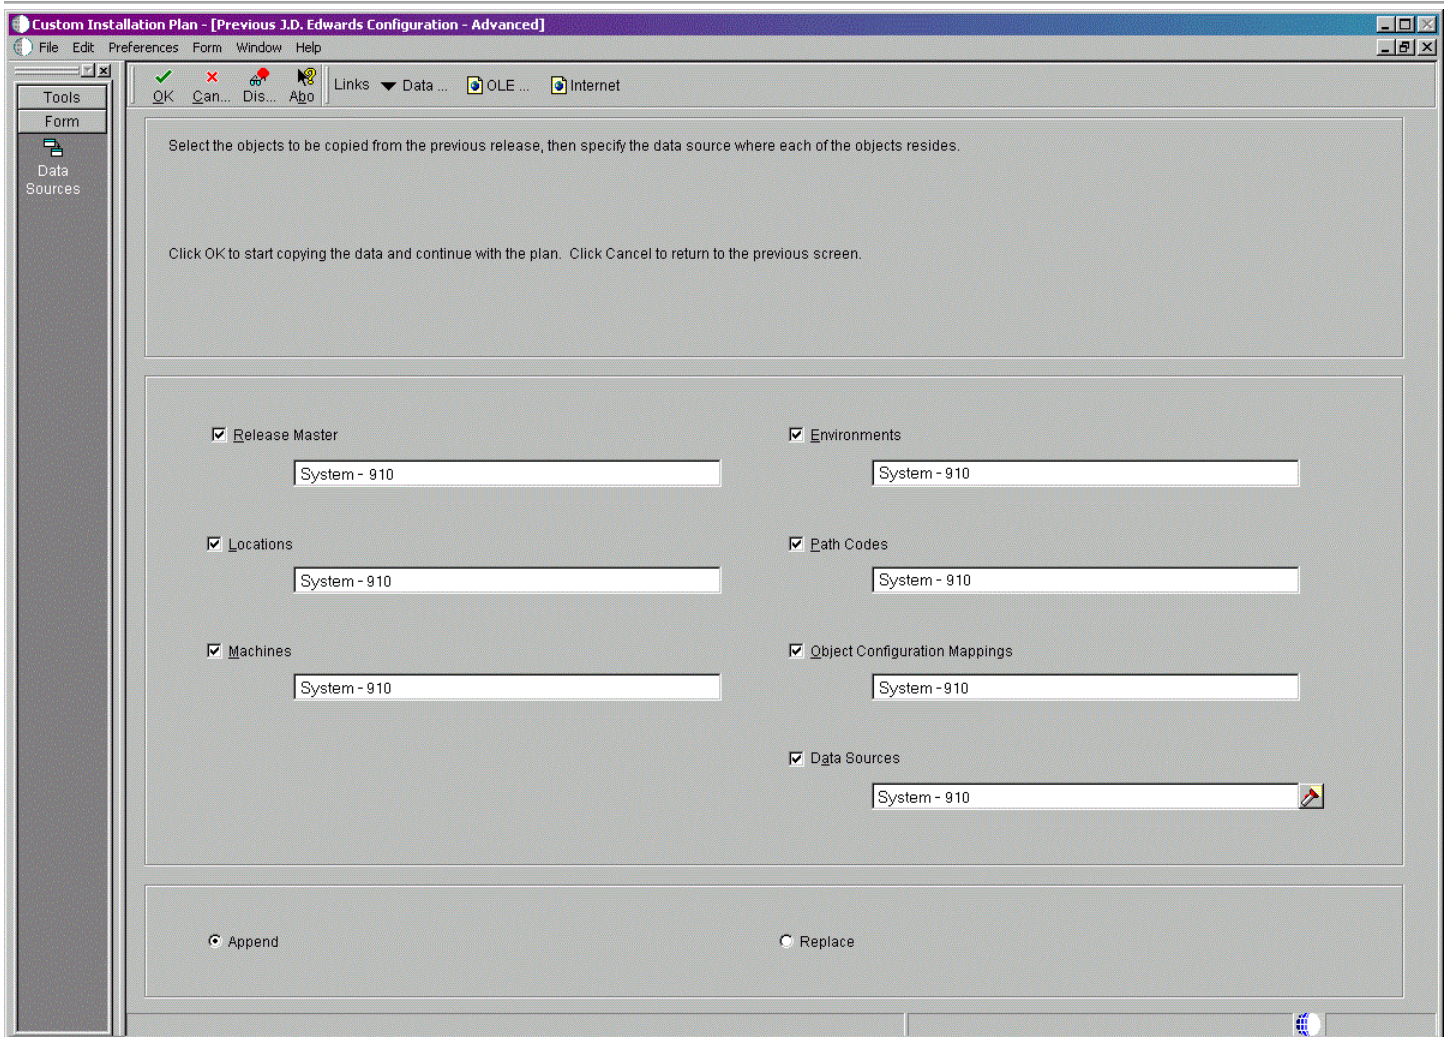 Custom Installation Plan - [Previous J.D. Edwards Configuration - Advanced]
File Edit Preferences Form Window Help
Tools
Form
Data
Sources
OK Can... Dis... Abo Links Data ... OLE ... Internet
Select the objects to be copied from the previous release, then specify the data source where each of the objects resides.
Click OK to start copying the data and continue with the plan. Click Cancel to return to the previous screen.
Release Master
System - 910
Environments
System - 910
Locations
System - 910
Path Codes
System - 910
Machines
System - 910
Object Configuration Mappings
System - 910
Data Sources
System - 910
Append
Replace